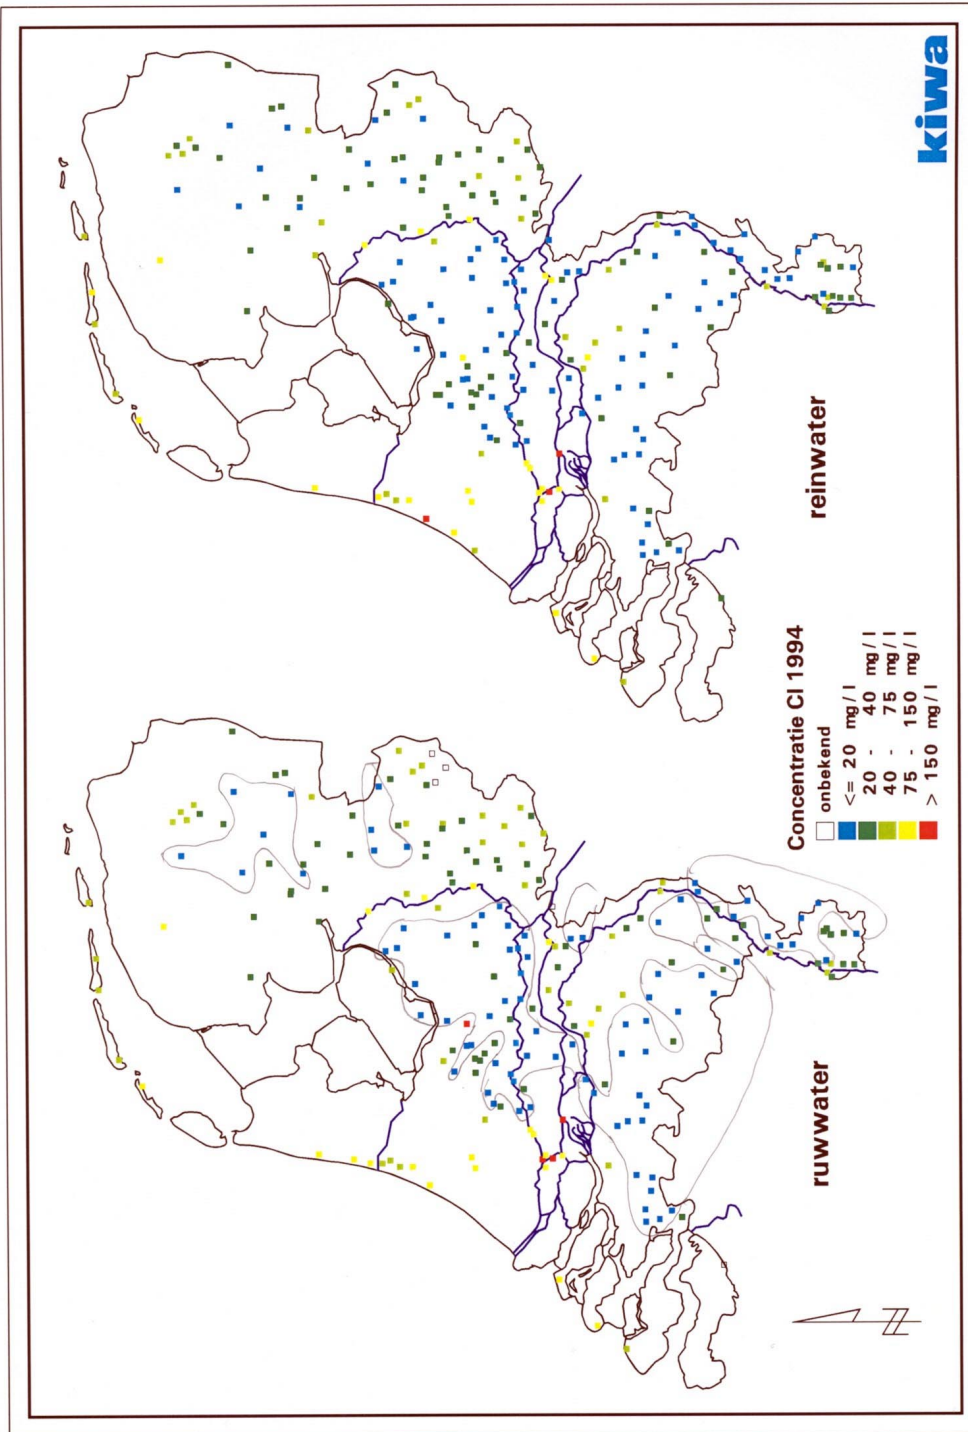 kiwa
ruwwater
reinwater
Concentratie Cl 1994
onbekend
<= 20 mg / l
20 - 40 mg / l
40 - 75 mg / l
75 - 150 mg / l
> 150 mg / l
N